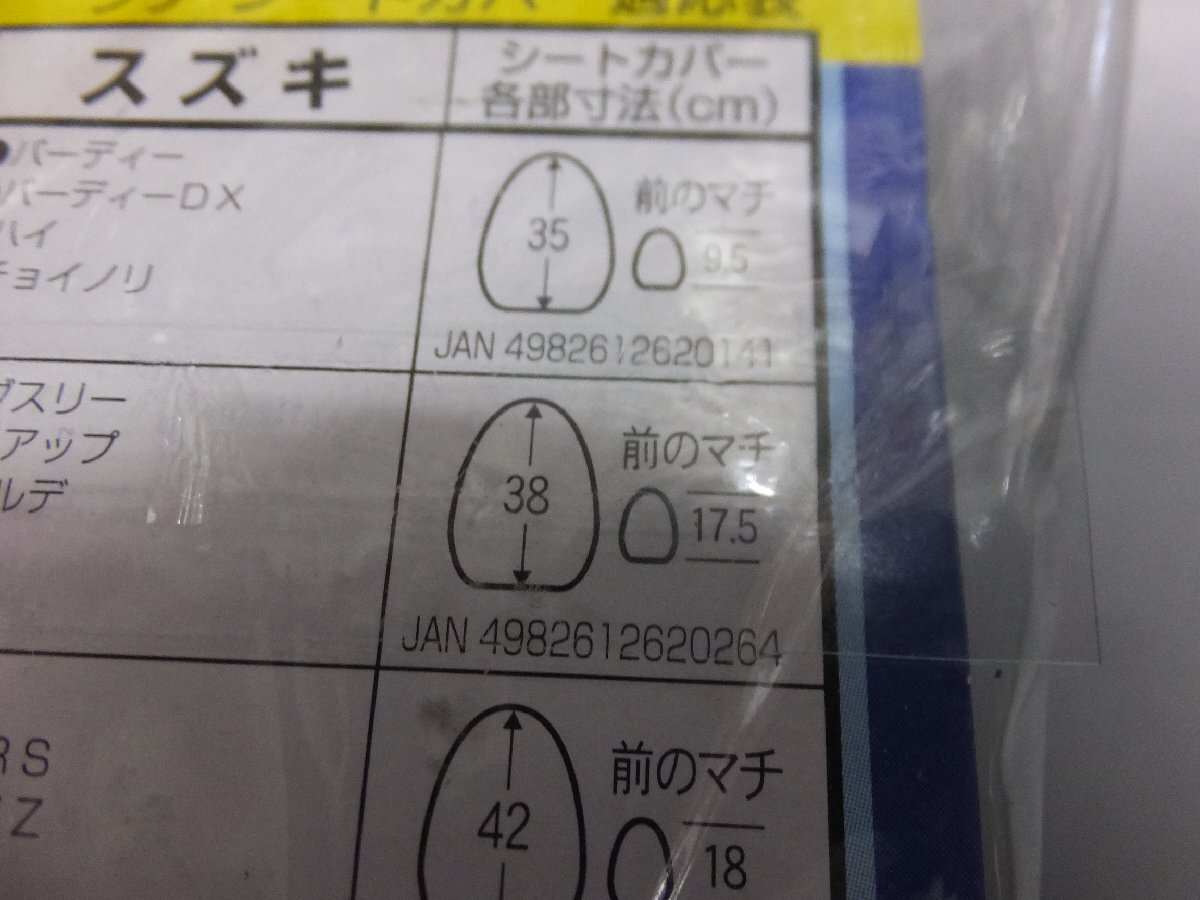 スズキ
シートカバー
各部寸法(cm)
●バーディー
バーディーDX
ハイ
チョイノリ
35
前のマチ
9.5
JAN 4982612620141
グスリー
アップ
ルデ
38
前のマチ
17.5
JAN 4982612620264
RS
Z
42
前のマチ
18